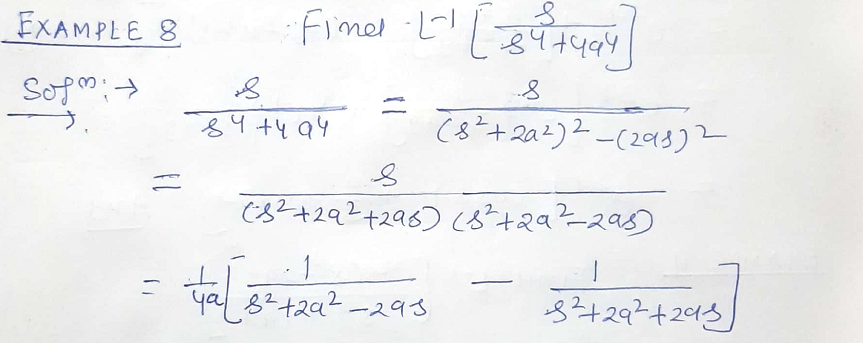 EXAMPLE 8 Find L⁻¹ [s / (s⁴+4a⁴)]
Solⁿ: → s / (s⁴+4a⁴) = s / ((s²+2a²)² − (2as)²)
= s / ((s²+2a²+2as) (s²+2a²−2as))
= 1/4a [1 / (s²+2a²−2as) − 1 / (s²+2a²+2as)]